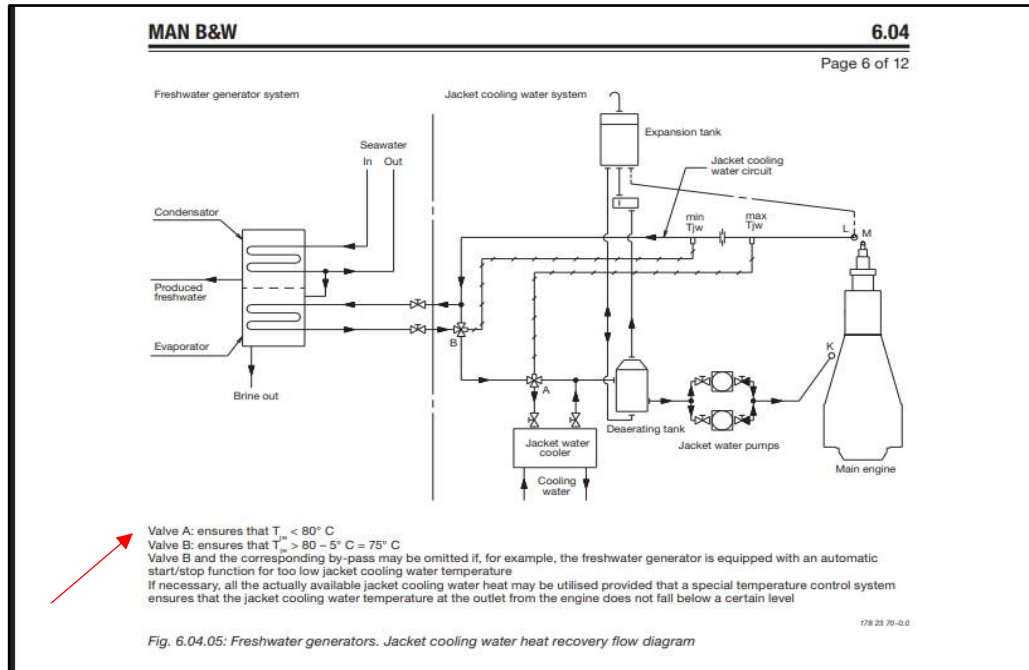 MAN B&W 6.04
Page 6 of 12
Freshwater generator system
Jacket cooling water system
Expansion tank
Seawater
In Out
Jacket cooling
water circuit
Condensator
min
Tjw
max
Tjw
L M
Produced
freshwater
B
K
Evaporator
A
Brine out
Deaerating tank
Jacket water pumps
Jacket water
cooler
Main engine
Cooling
water
Valve A: ensures that Tjw < 80° C
Valve B: ensures that Tjw > 80 – 5° C = 75° C
Valve B and the corresponding by-pass may be omitted if, for example, the freshwater generator is equipped with an automatic
start/stop function for too low jacket cooling water temperature
If necessary, all the actually available jacket cooling water heat may be utilised provided that a special temperature control system
ensures that the jacket cooling water temperature at the outlet from the engine does not fall below a certain level
178 23 70-0.0
Fig. 6.04.05: Freshwater generators. Jacket cooling water heat recovery flow diagram